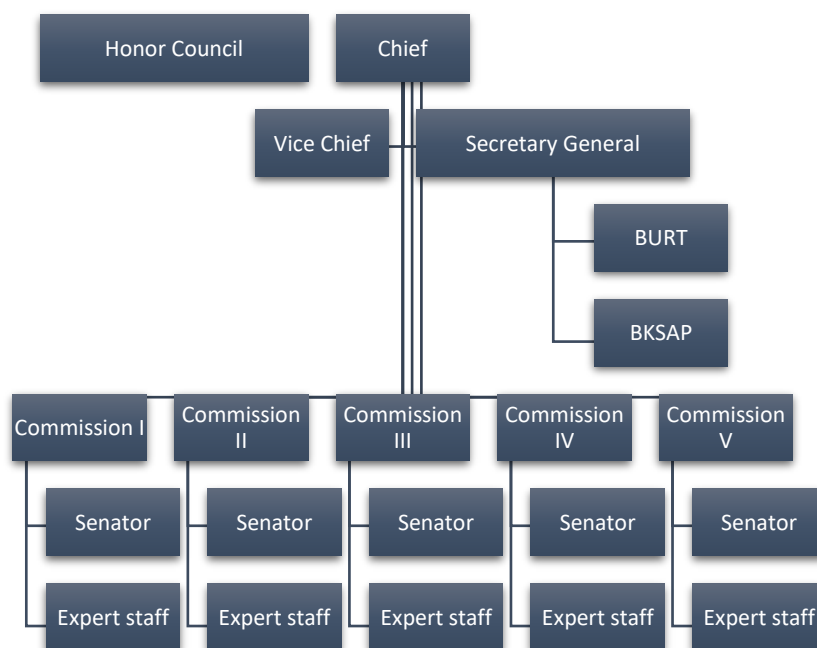 Honor Council
Chief
Vice Chief
Secretary General
BURT
BKSAP
Commission I
Commission
II
Commission
III
Commission
IV
Commission
V
Senator
Senator
Senator
Senator
Senator
Expert staff
Expert staff
Expert staff
Expert staff
Expert staff